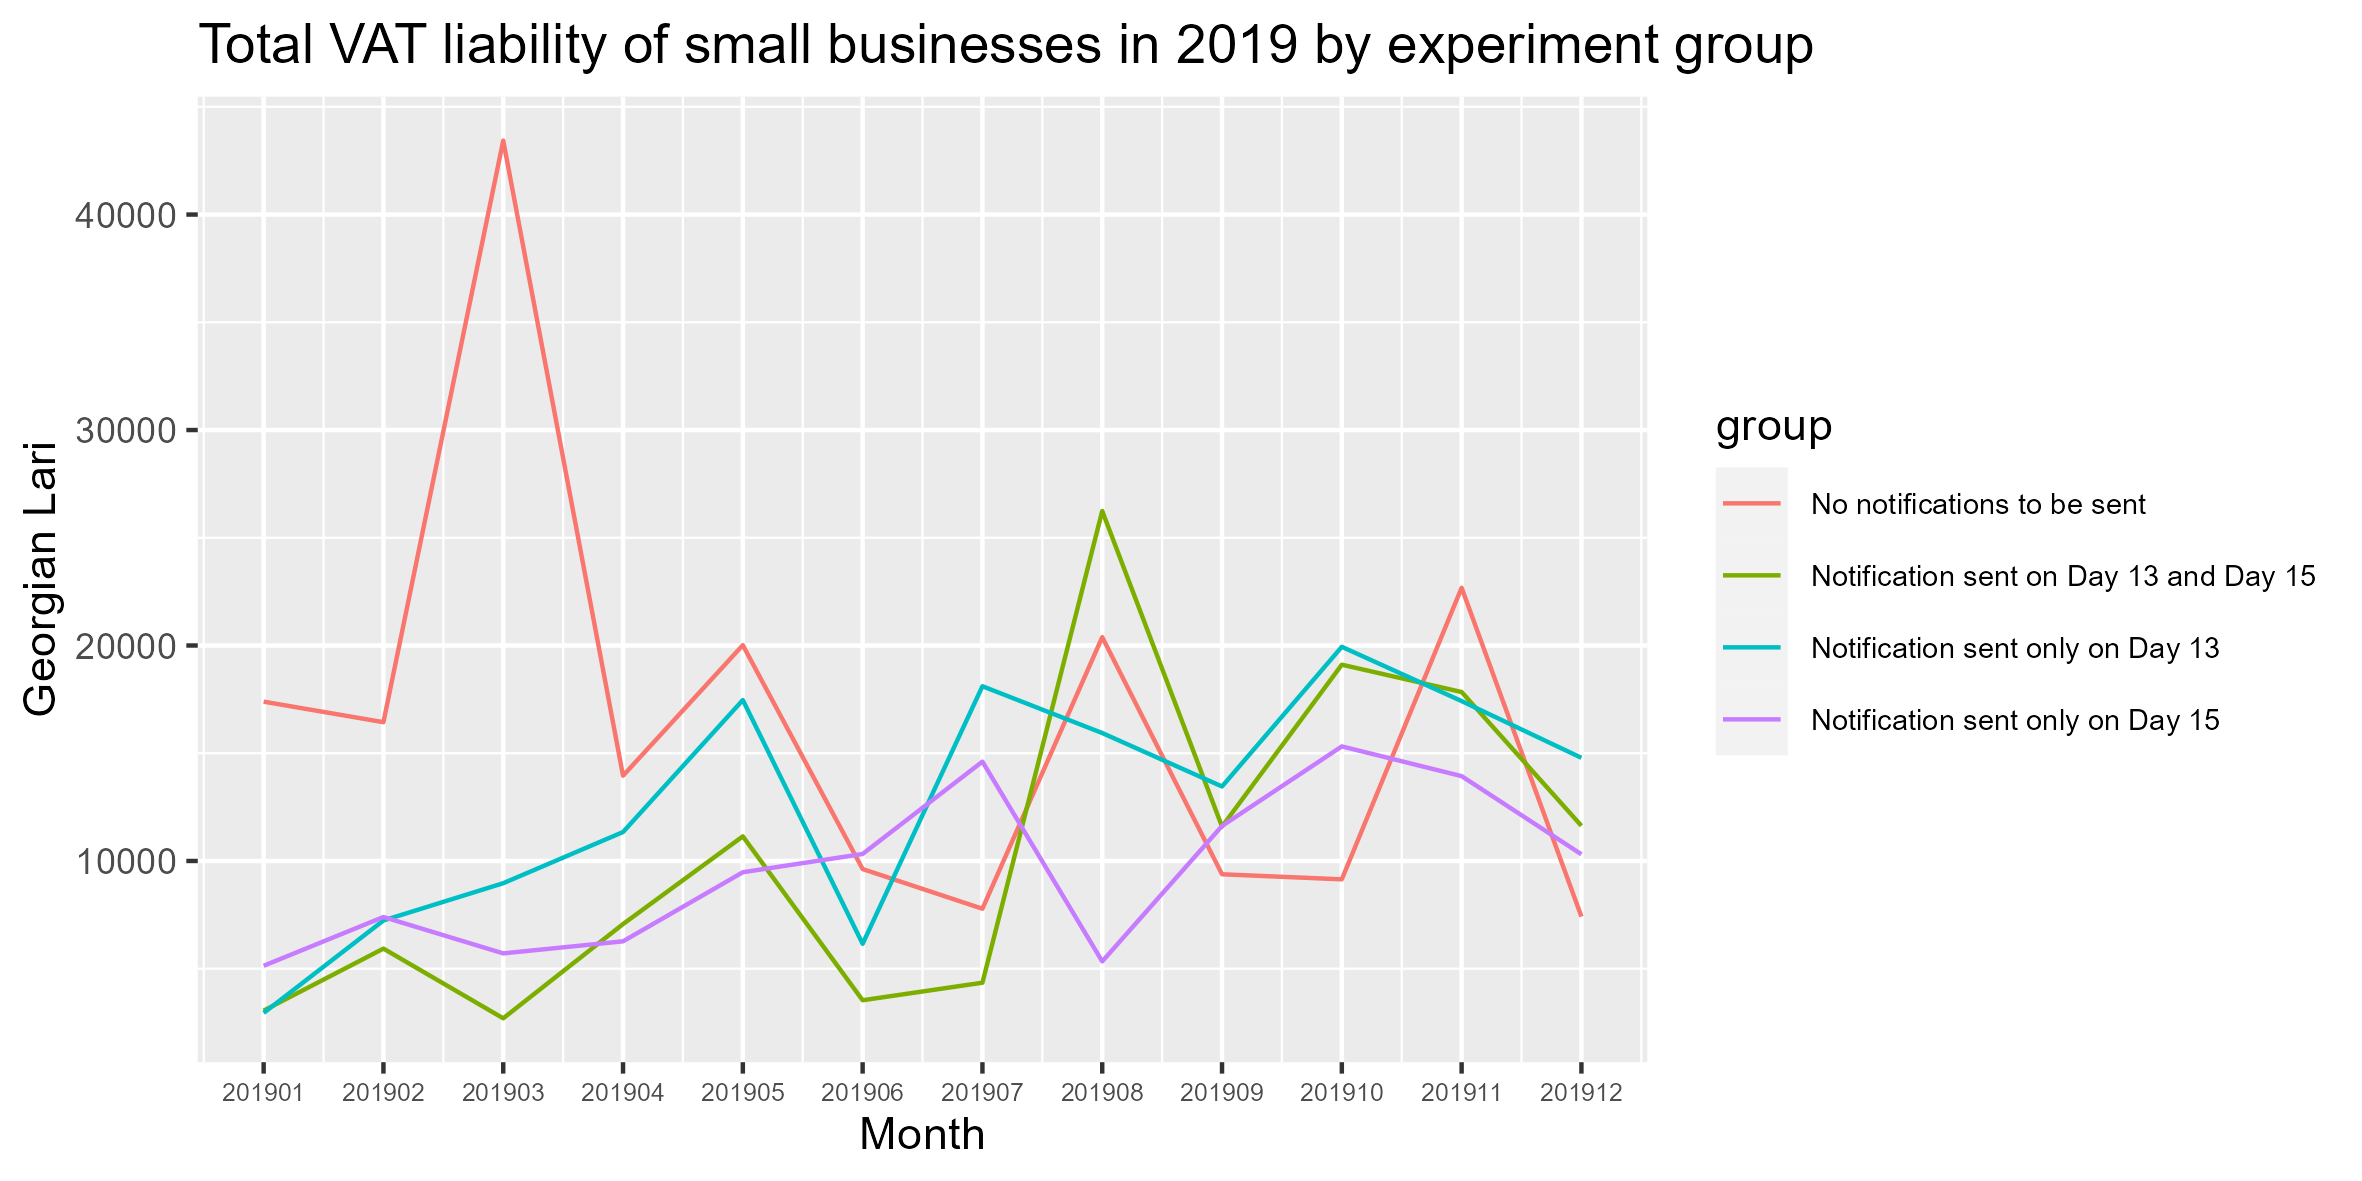 Total VAT liability of small businesses in 2019 by experiment group
Georgian Lari
40000
30000
20000
10000
201901 201902 201903 201904 201905 201906 201907 201908 201909 201910 201911 201912
Month
group
No notifications to be sent
Notification sent on Day 13 and Day 15
Notification sent only on Day 13
Notification sent only on Day 15